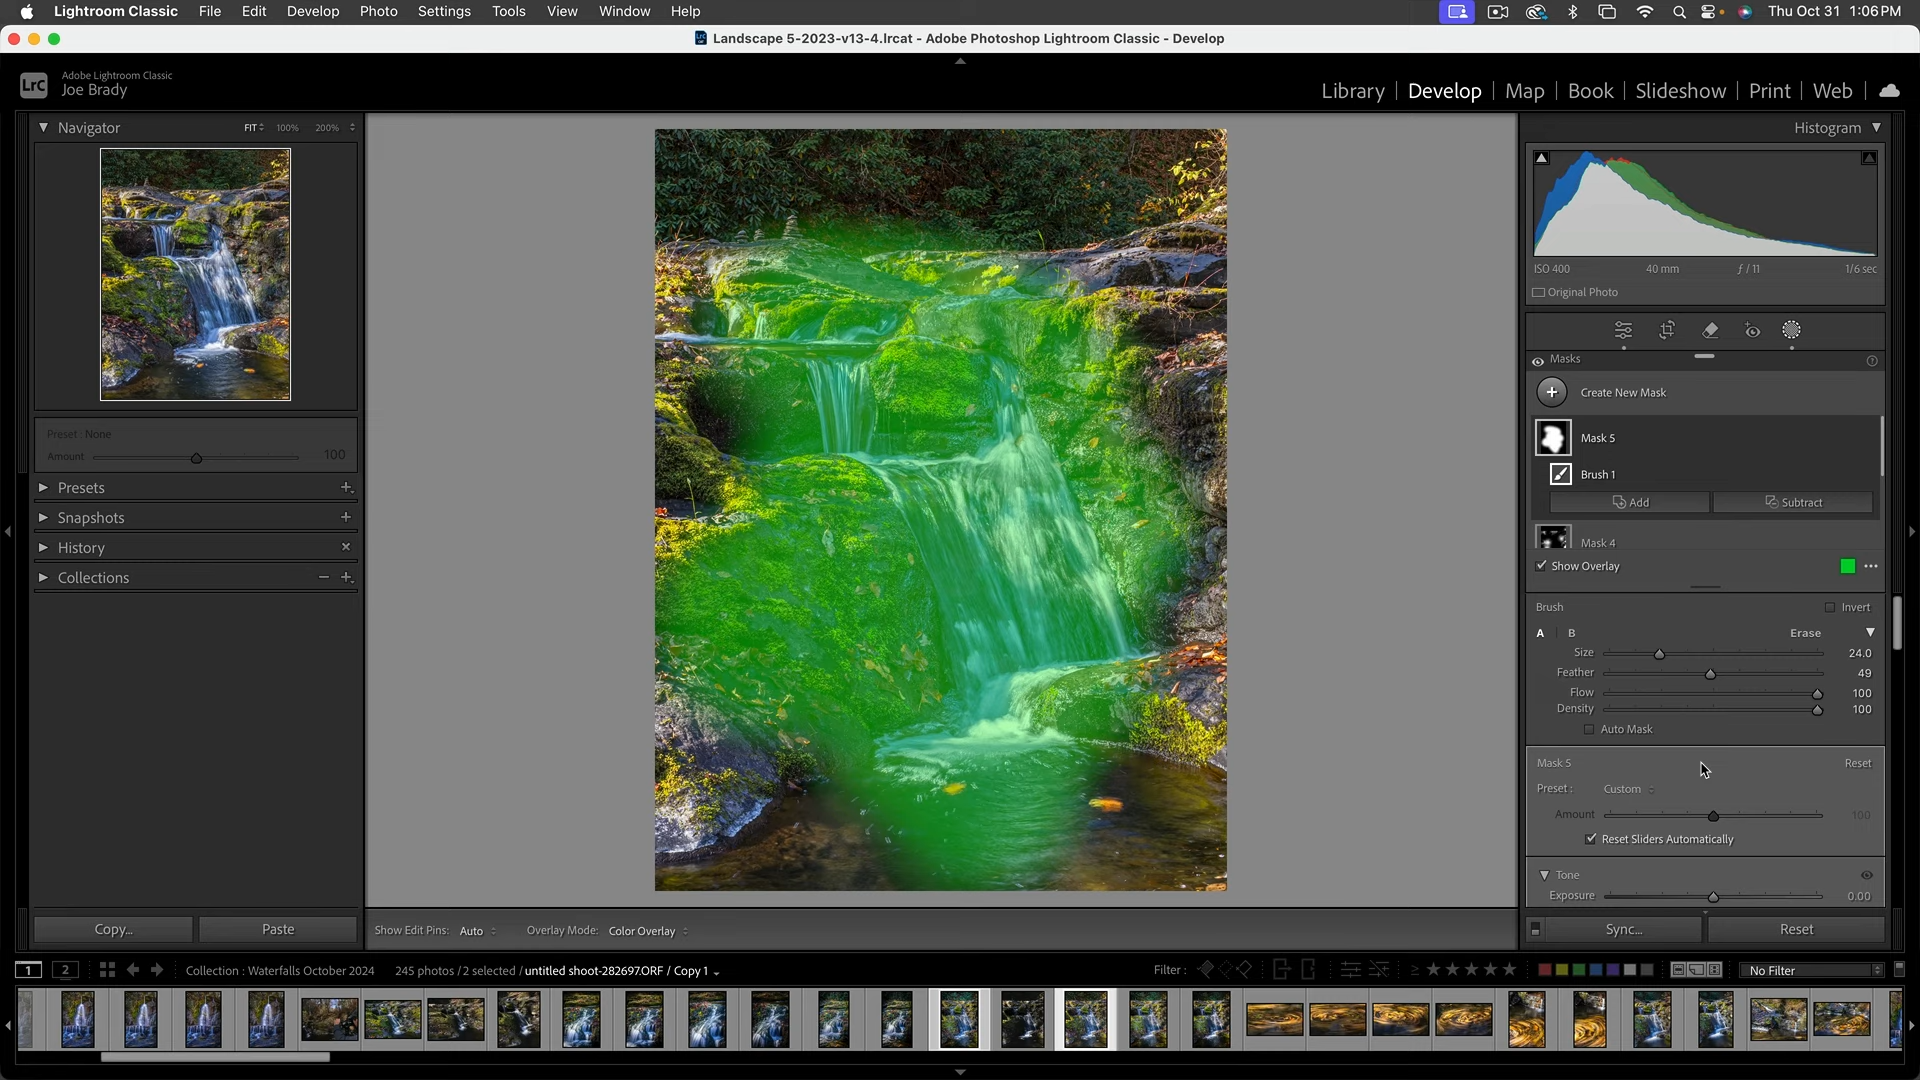 Lightroom Classic File Edit Develop Photo Settings Tools View Window Help Thu Oct 31 1:06 PM
Landscape 5-2023-v13-4.lrcat - Adobe Photoshop Lightroom Classic - Develop
LrC Adobe Lightroom Classic
Joe Brady
Library Develop Map Book Slideshow Print Web
Navigator FIT 100% 200%
Preset : None
Amount 100
Presets
Snapshots
History
Collections
Copy... Paste
Show Edit Pins: Auto Overlay Mode: Color Overlay
Histogram
ISO 400 40 mm ƒ / 11 1/6 sec
Original Photo
Masks
Create New Mask
Mask 5
Brush 1
Add Subtract
Mask 4
Show Overlay
Brush Invert
A B Erase
Size 24.0
Feather 49
Flow 100
Density 100
Auto Mask
Mask 5 Reset
Preset : Custom
Amount 100
Reset Sliders Automatically
Tone
Exposure 0.00
Sync... Reset
1 2 Collection : Waterfalls October 2024 245 photos / 2 selected / untitled shoot-282697.ORF / Copy 1 Filter : No Filter